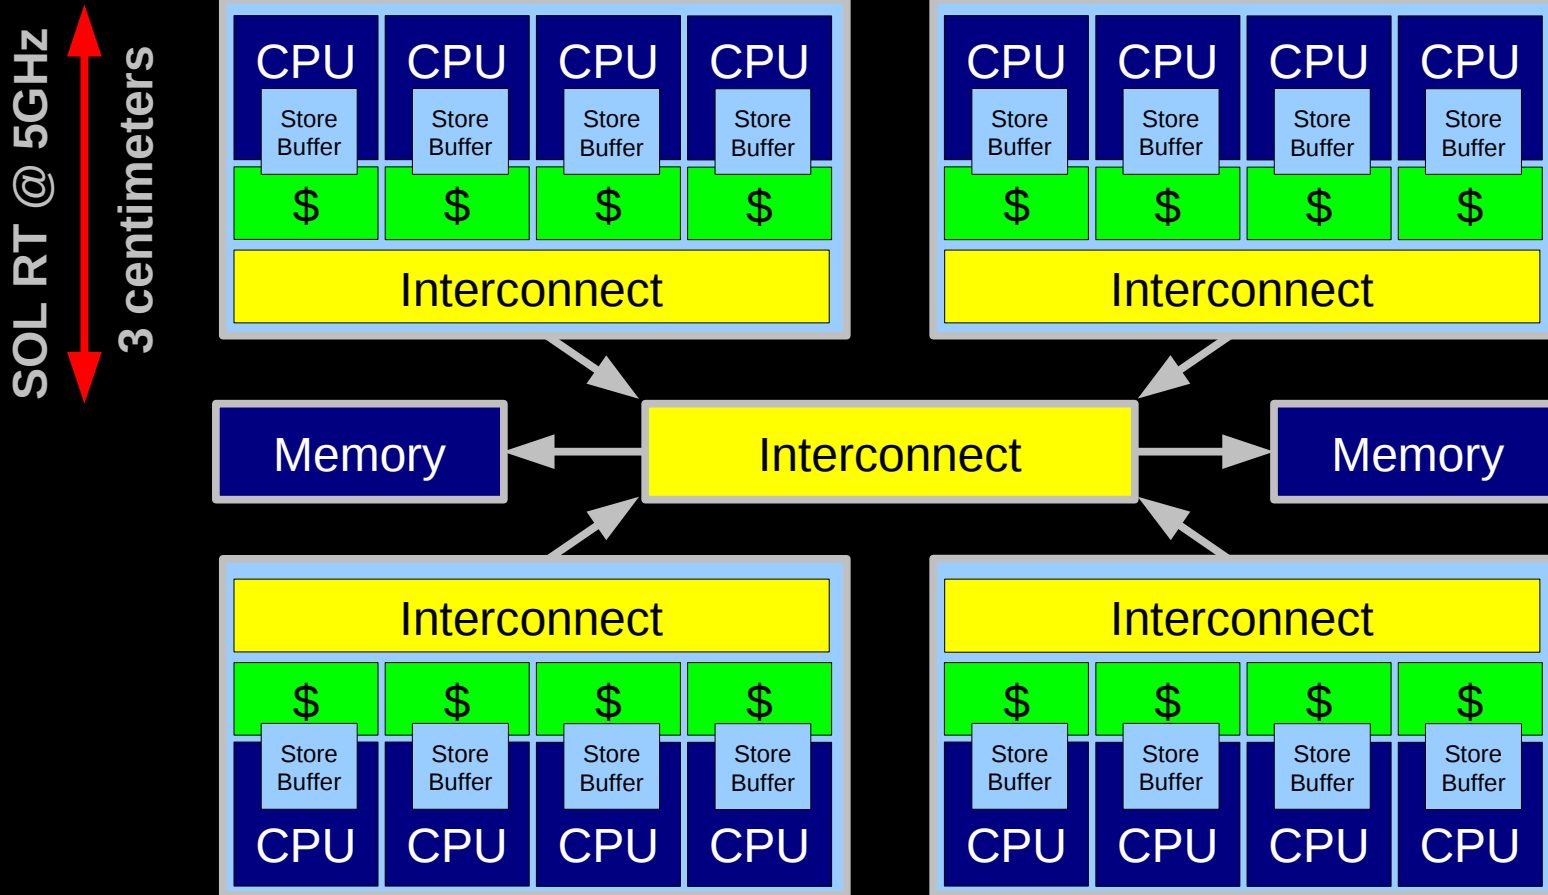 SOL RT @ 5GHz
3 centimeters
CPU CPU CPU CPU
Store Store Store Store
Buffer Buffer Buffer Buffer
$ $ $ $
Interconnect
CPU CPU CPU CPU
Store Store Store Store
Buffer Buffer Buffer Buffer
$ $ $ $
Interconnect
Memory Interconnect Memory
Interconnect
$ $ $ $
Store Store Store Store
Buffer Buffer Buffer Buffer
CPU CPU CPU CPU
Interconnect
$ $ $ $
Store Store Store Store
Buffer Buffer Buffer Buffer
CPU CPU CPU CPU